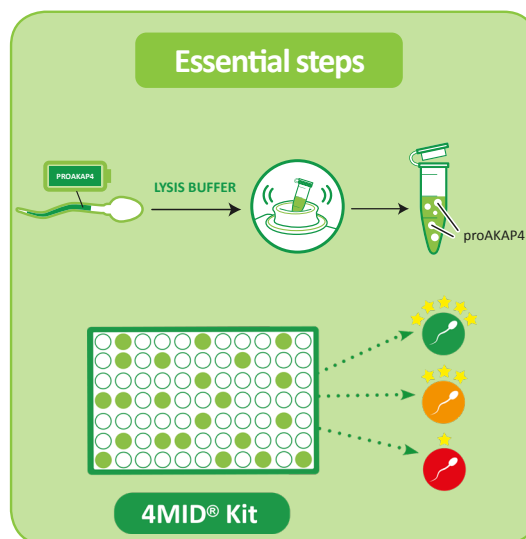 Essential steps
PROAKAP4
LYSIS BUFFER
proAKAP4
4MID® Kit